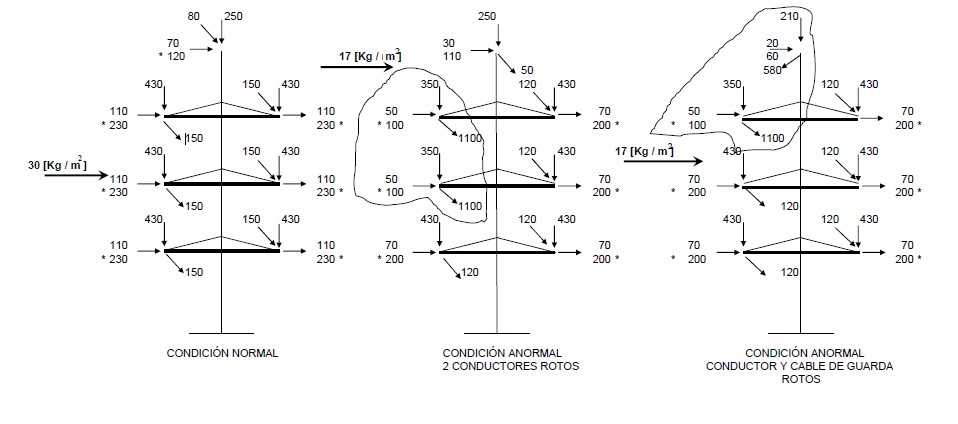 80 250
70
* 120
430 150 430
110 110
* 230 230 *
150
430 150 430
30 [Kg / m²]
110 110
* 230 230 *
150
430 150 430
110 110
* 230 230 *
150
CONDICIÓN NORMAL
250
30
110
17 [Kg / m²]
50
350 120 430
50 70
* 100 200 *
1100
350 120 430
50 70
* 100 200 *
1100
430 120 430
70 70
* 200 200 *
120
CONDICIÓN ANORMAL
2 CONDUCTORES ROTOS
210
20
60
580
350 120 430
50 70
* 100 200 *
1100
17 [Kg / m²]
430 120 430
70 70
* 200 200 *
120
430 120 430
70 70
* 200 200 *
120
CONDICIÓN ANORMAL
CONDUCTOR Y CABLE DE GUARDA
ROTOS